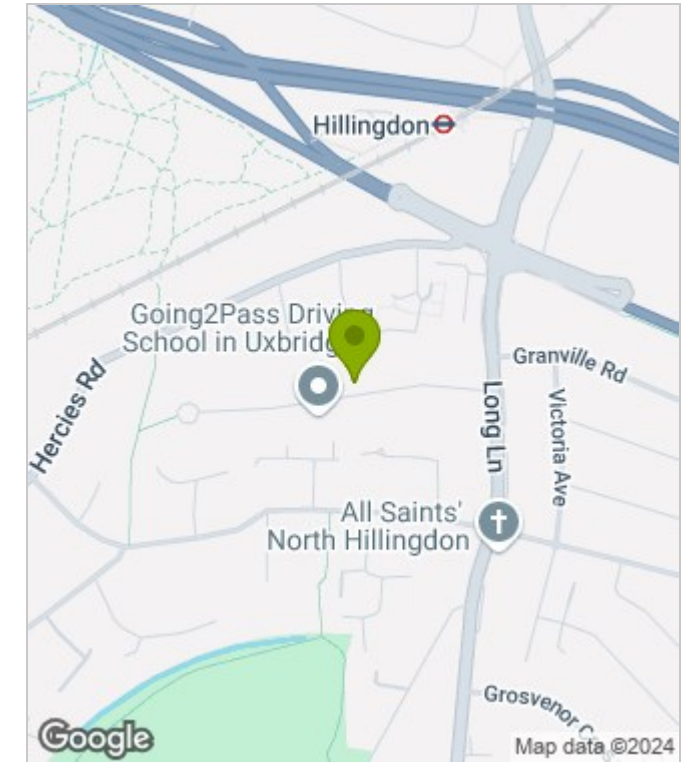 Hillingdon
Going2Pass Driving
School in Uxbridge
Granville Rd
Hercies Rd
Long Ln
Victoria Ave
All Saints'
North Hillingdon
Grosvenor
Google
Map data ©2024